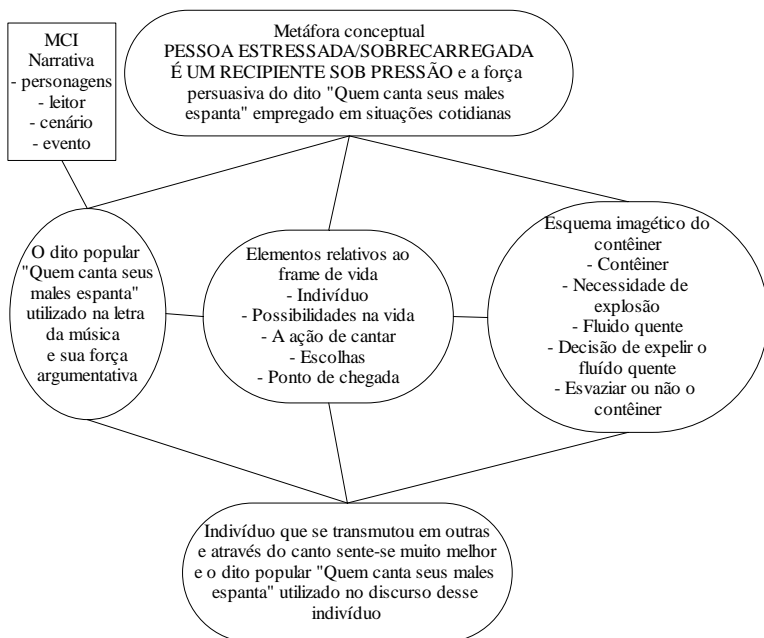 MCI
Narrativa
- personagens
- leitor
- cenário
- evento
Metáfora conceptual
PESSOA ESTRESSADA/SOBRECARREGADA
É UM RECIPIENTE SOB PRESSÃO e a força
persuasiva do dito "Quem canta seus males
espanta" empregado em situações cotidianas
O dito popular
"Quem canta seus
males espanta"
utilizado na letra
da música
e sua força
argumentativa
Elementos relativos ao
frame de vida
- Indivíduo
- Possibilidades na vida
- A ação de cantar
- Escolhas
- Ponto de chegada
Esquema imagético do
contêiner
- Contêiner
- Necessidade de
explosão
- Fluido quente
- Decisão de expelir o
fluído quente
- Esvaziar ou não o
contêiner
Indivíduo que se transmutou em outras
e através do canto sente-se muito melhor
e o dito popular "Quem canta seus males
espanta" utilizado no discurso desse
indivíduo